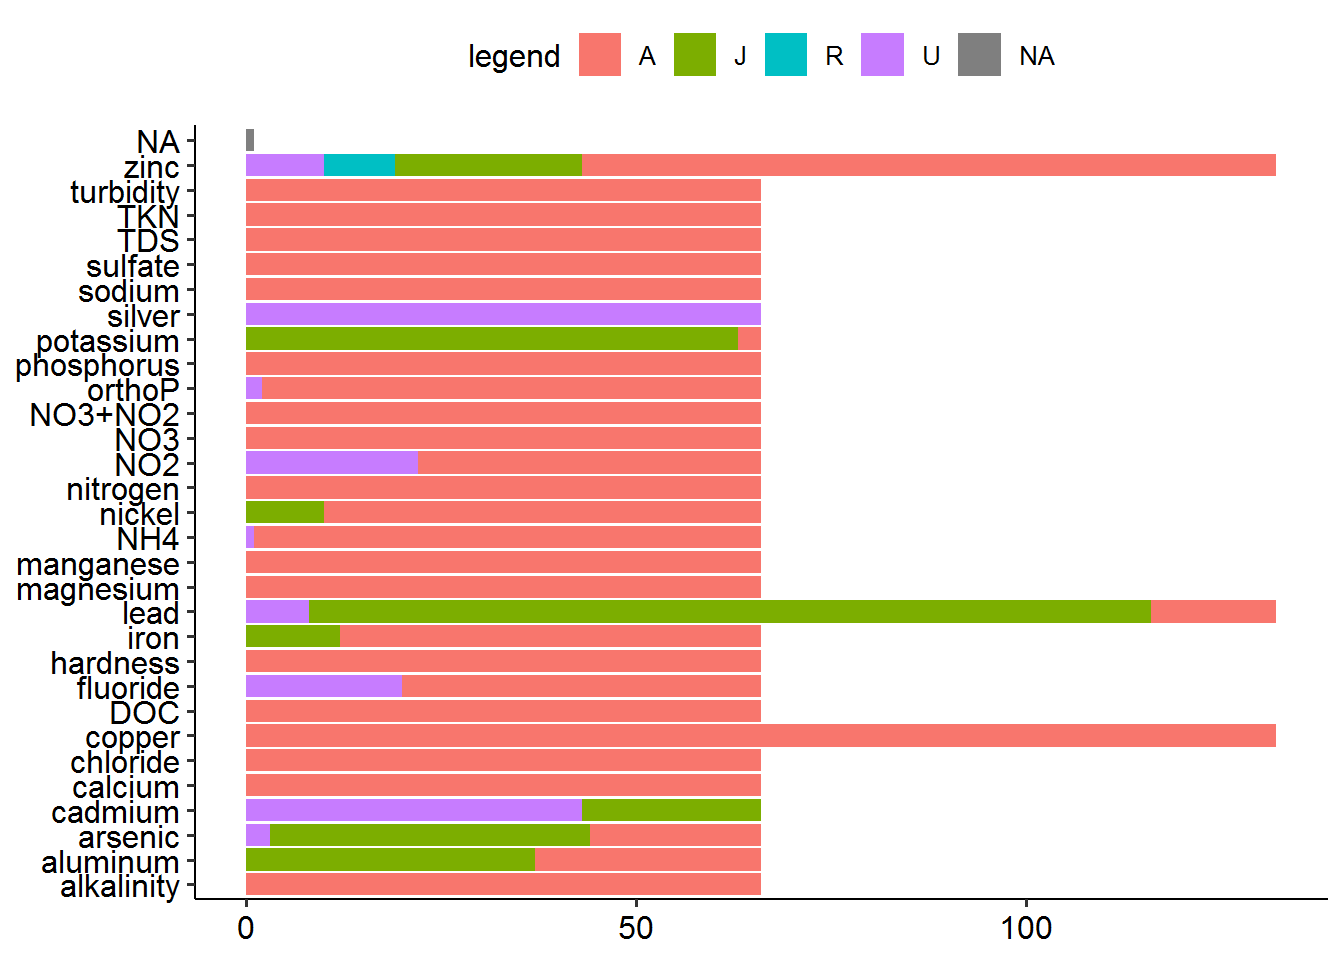 legend A J R U NA
NA
zinc
turbidity
TKN
TDS
sulfate
sodium
silver
potassium
phosphorus
orthoP
NO3+NO2
NO3
NO2
nitrogen
nickel
NH4
manganese
magnesium
lead
iron
hardness
fluoride
DOC
copper
chloride
calcium
cadmium
arsenic
aluminum
alkalinity
0 50 100